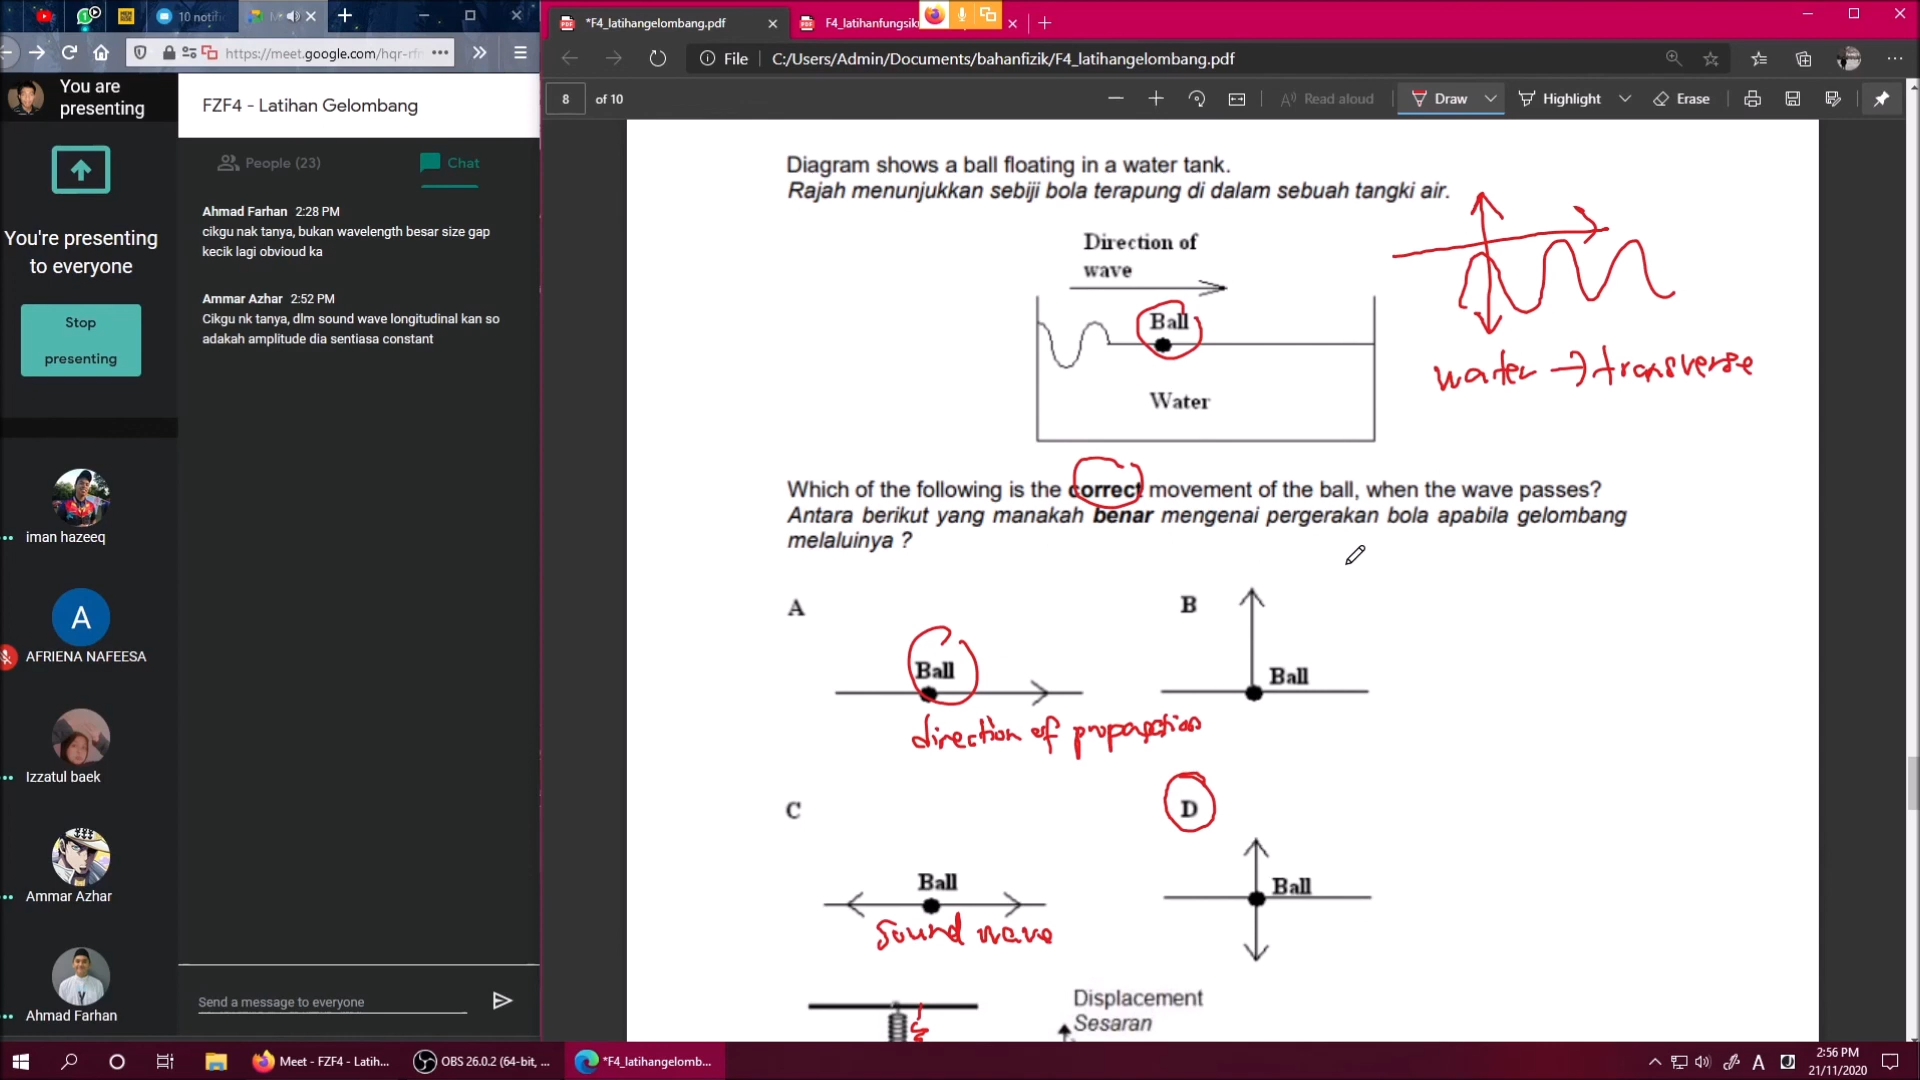 10 notifi
M
https://meet.google.com/hqr-rf
You are
presenting
FZF4 - Latihan Gelombang
People (23)
Chat
You're presenting
to everyone
Stop
presenting
Ahmad Farhan 2:28 PM
cikgu nak tanya, bukan wavelength besar size gap
kecik lagi obvioud ka
Ammar Azhar 2:52 PM
Cikgu nk tanya, dlm sound wave longitudinal kan so
adakah amplitude dia sentiasa constant
iman hazeeq
A
AFRIENA NAFEESA
Izzatul baek
Ammar Azhar
Ahmad Farhan
Send a message to everyone
*F4_latihangelombang.pdf
F4_latihanfungsik
File
C:/Users/Admin/Documents/bahanfizik/F4_latihangelombang.pdf
8 of 10
Read aloud
Draw
Highlight
Erase
Diagram shows a ball floating in a water tank.
Rajah menunjukkan sebiji bola terapung di dalam sebuah tangki air.
Direction of
wave
Ball
Water
water → transverse
Which of the following is the correct movement of the ball, when the wave passes?
Antara berikut yang manakah benar mengenai pergerakan bola apabila gelombang
melaluinya ?
A
Ball
direction of propagation
B
Ball
C
Ball
sound wave
D
Ball
Displacement
Sesaran
Meet - FZF4 - Latih...
OBS 26.0.2 (64-bit, ...
*F4_latihangelomb...
A
2:56 PM
21/11/2020